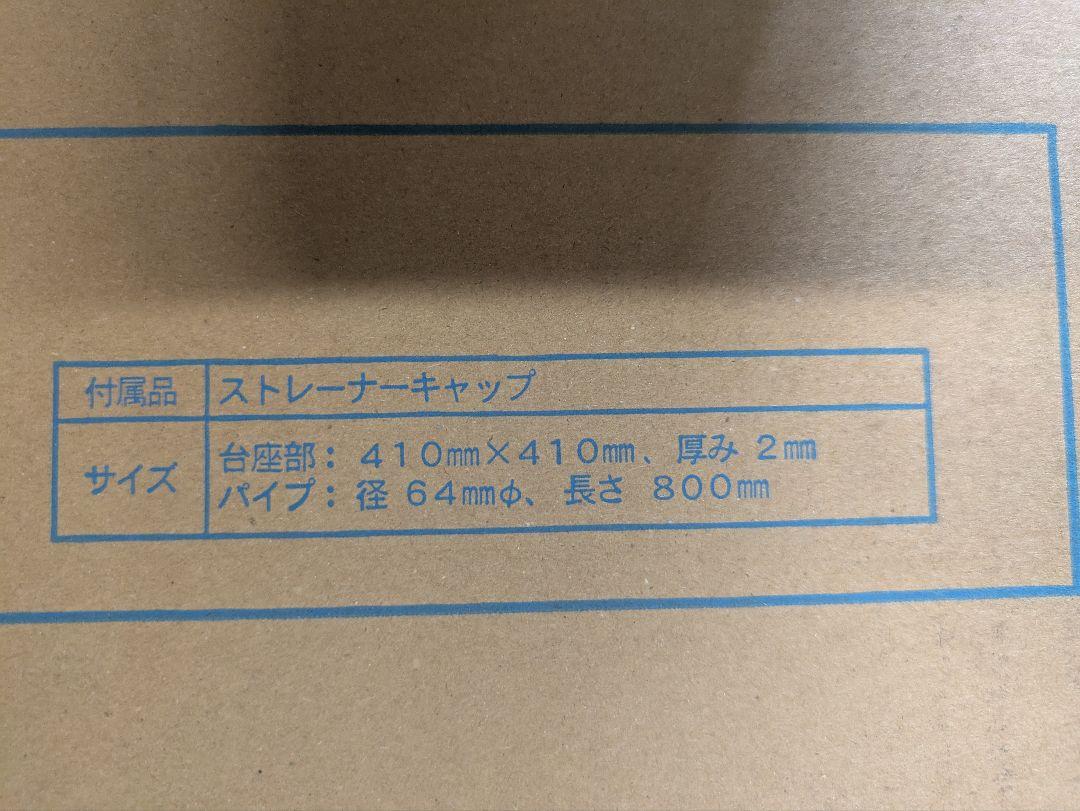 付属品 ストレーナーキャップ
サイズ
台座部：４１０㎜×４１０㎜、厚み ２㎜
パイプ：径 ６４㎜φ、長さ ８００㎜